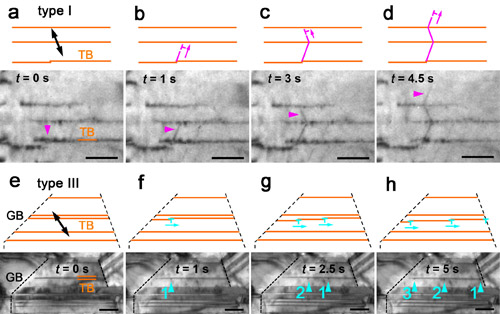 a type I b c d
TB
t = 0 s t = 1 s t = 3 s t = 4.5 s
e type III f g h
GB
TB
GB t = 0 s t = 1 s t = 2.5 s t = 5 s
TB
1 2 1 3 2 1